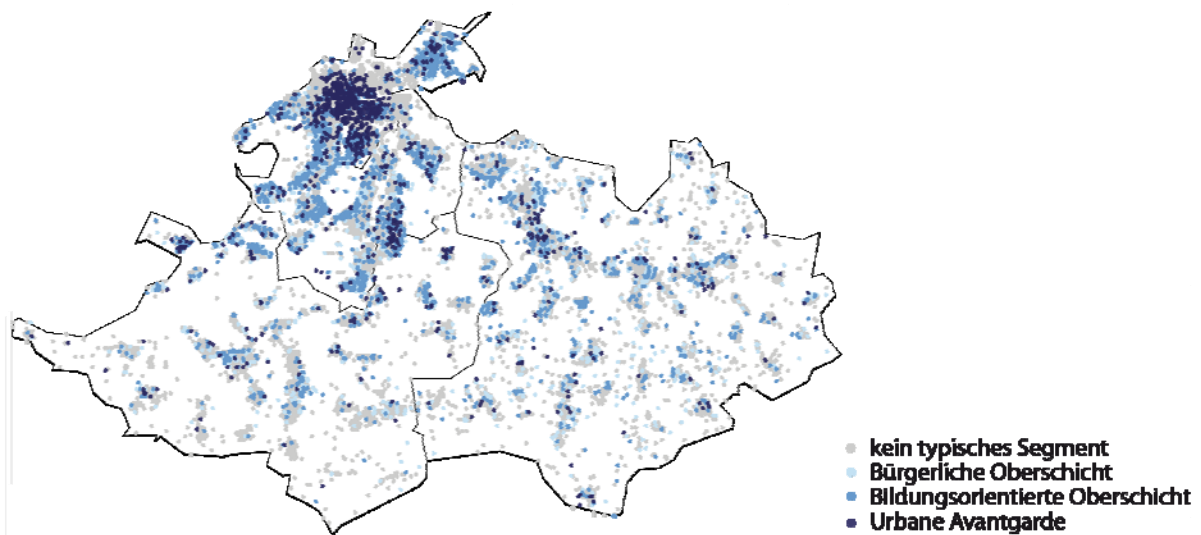 kein typisches Segment
Bürgerliche Oberschicht
Bildungsorientierte Oberschicht
Urbane Avantgarde